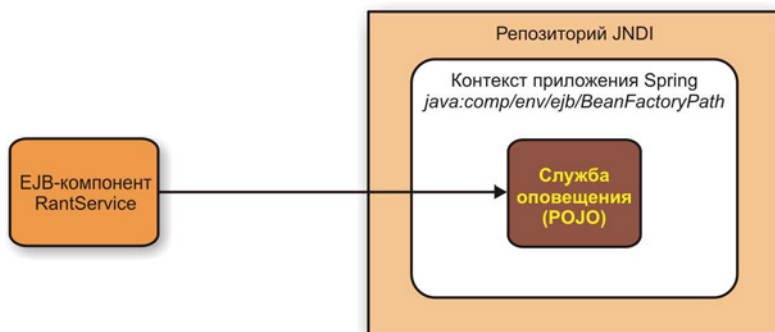 Репозиторий JNDI
Контекст приложения Spring
java:comp/env/ejb/BeanFactoryPath
EJB-компонент
RantService
Служба
оповещения
(POJO)